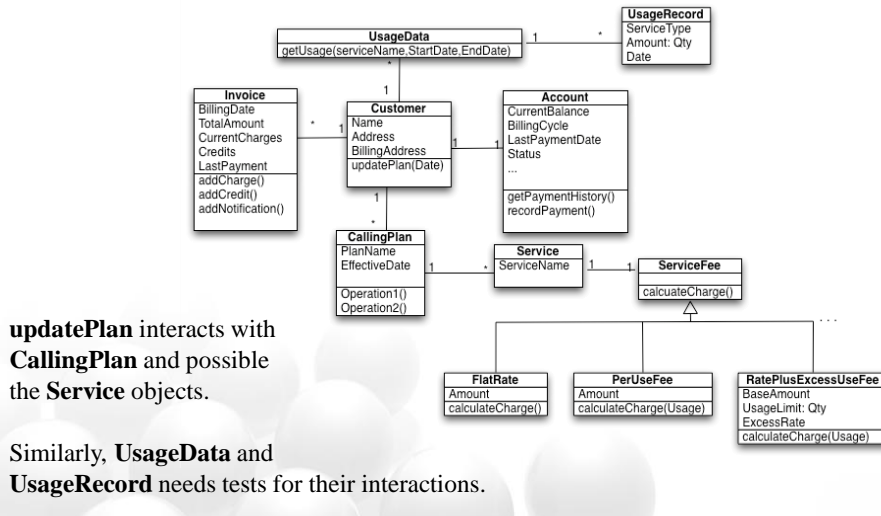 UsageData
getUsage(serviceName,StartDate,EndDate)
1
*
UsageRecord
ServiceType
Amount: Qty
Date
*
1
Invoice
BillingDate
TotalAmount
CurrentCharges
Credits
LastPayment
addCharge()
addCredit()
addNotification()
*
1
Customer
Name
Address
BillingAddress
updatePlan(Date)
1
1
Account
CurrentBalance
BillingCycle
LastPaymentDate
Status
...
getPaymentHistory()
recordPayment()
1
*
CallingPlan
PlanName
EffectiveDate
Operation1()
Operation2()
1
*
Service
ServiceName
1
1
ServiceFee
calcuateCharge()
. . .
FlatRate
Amount
calculateCharge()
PerUseFee
Amount
calculateCharge(Usage)
RatePlusExcessUseFee
BaseAmount
UsageLimit: Qty
ExcessRate
calculateCharge(Usage)
updatePlan interacts with
CallingPlan and possible
the Service objects.
Similarly, UsageData and
UsageRecord needs tests for their interactions.